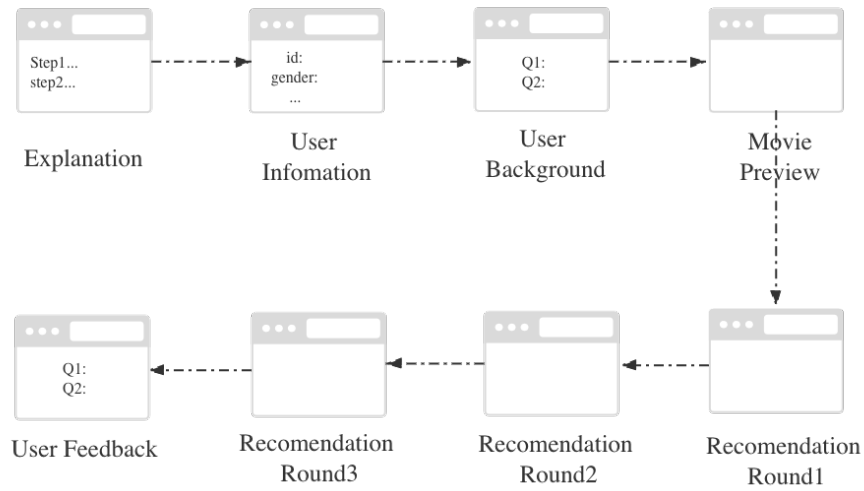 Step1...
step2...
Explanation
id:
gender:
...
User
Infomation
Q1:
Q2:
User
Background
Movie
Preview
Recomendation
Round1
Recomendation
Round2
Recomendation
Round3
Q1:
Q2:
User Feedback